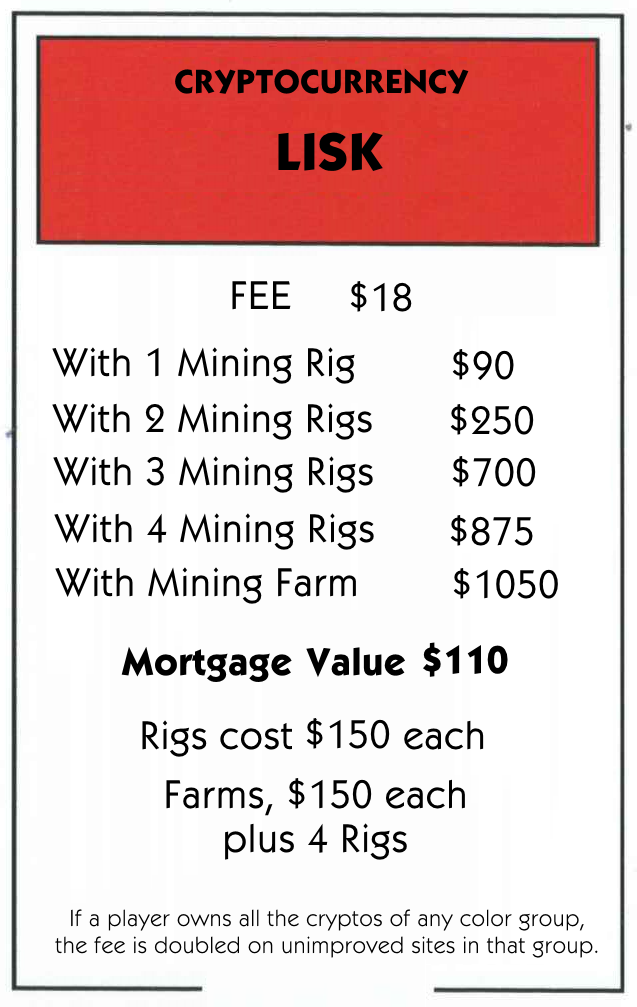 CRYPTOCURRENCY
LISK
FEE $18
With 1 Mining Rig $90
With 2 Mining Rigs $250
With 3 Mining Rigs $700
With 4 Mining Rigs $875
With Mining Farm $1050
Mortgage Value $110
Rigs cost $150 each
Farms, $150 each
plus 4 Rigs
If a player owns all the cryptos of any color group,
the fee is doubled on unimproved sites in that group.